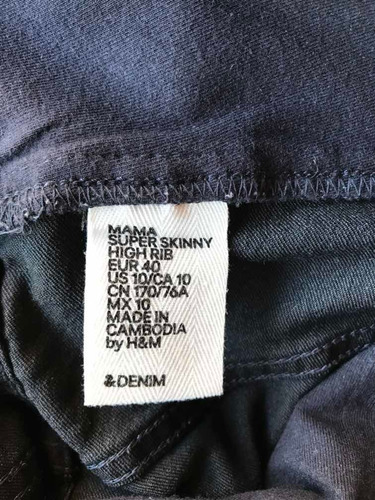 MAMA
SUPER SKINNY
HIGH RIB
EUR 40
US 10/CA 10
CN 170/76A
MX 10
MADE IN
CAMBODIA
by H&M
&DENIM